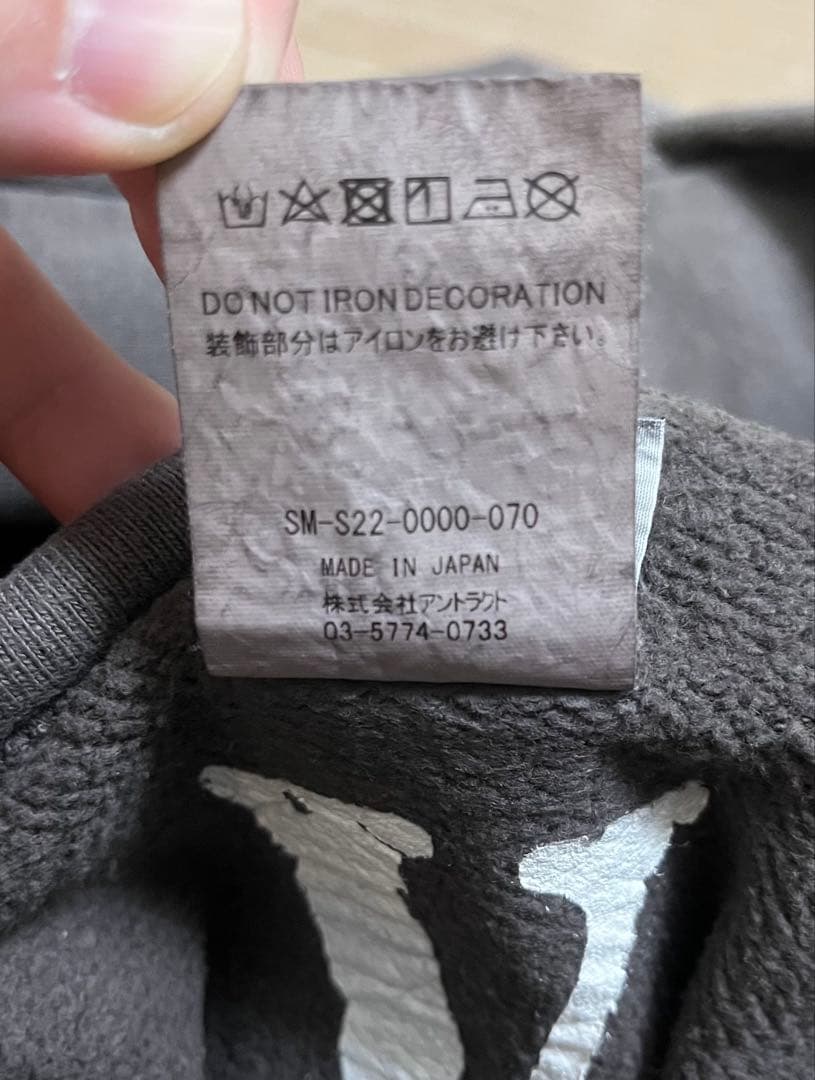 DO NOT IRON DECORATION
装飾部分はアイロンをお避け下さい。
SM-S22-0000-070
MADE IN JAPAN
株式会社アントラクト
03-5774-0733